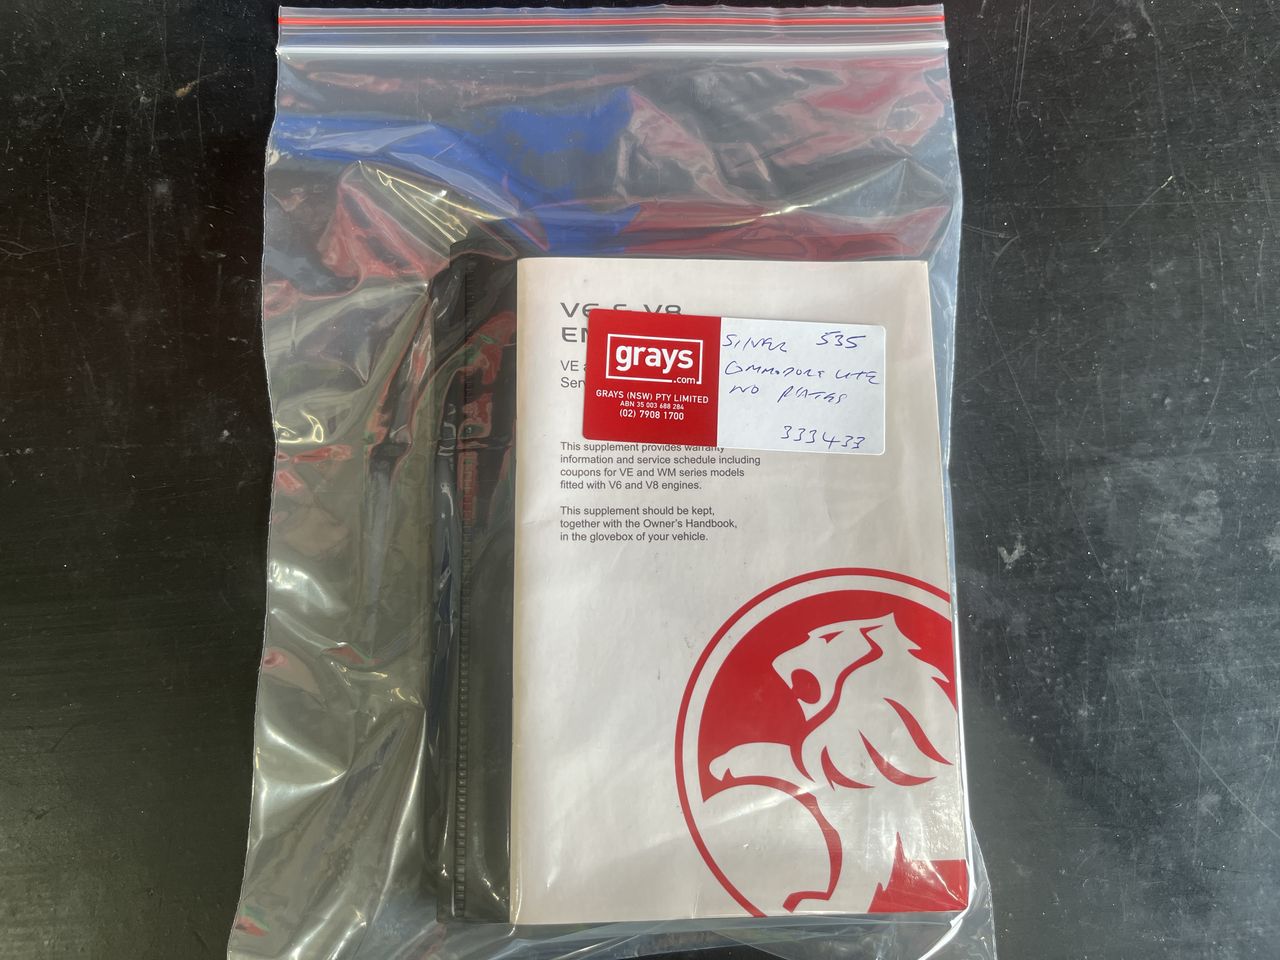 V6 & V8
VE
Ser
grays
.com
GRAYS (NSW) PTY LIMITED
ABN 35 003 688 284
(02) 7908 1700
SILVER 535
COMMODORE UTE
NO PLATES
333433
This supplement provides warranty
information and service schedule including
coupons for VE and WM series models
fitted with V6 and V8 engines.
This supplement should be kept,
together with the Owner's Handbook,
in the glovebox of your vehicle.